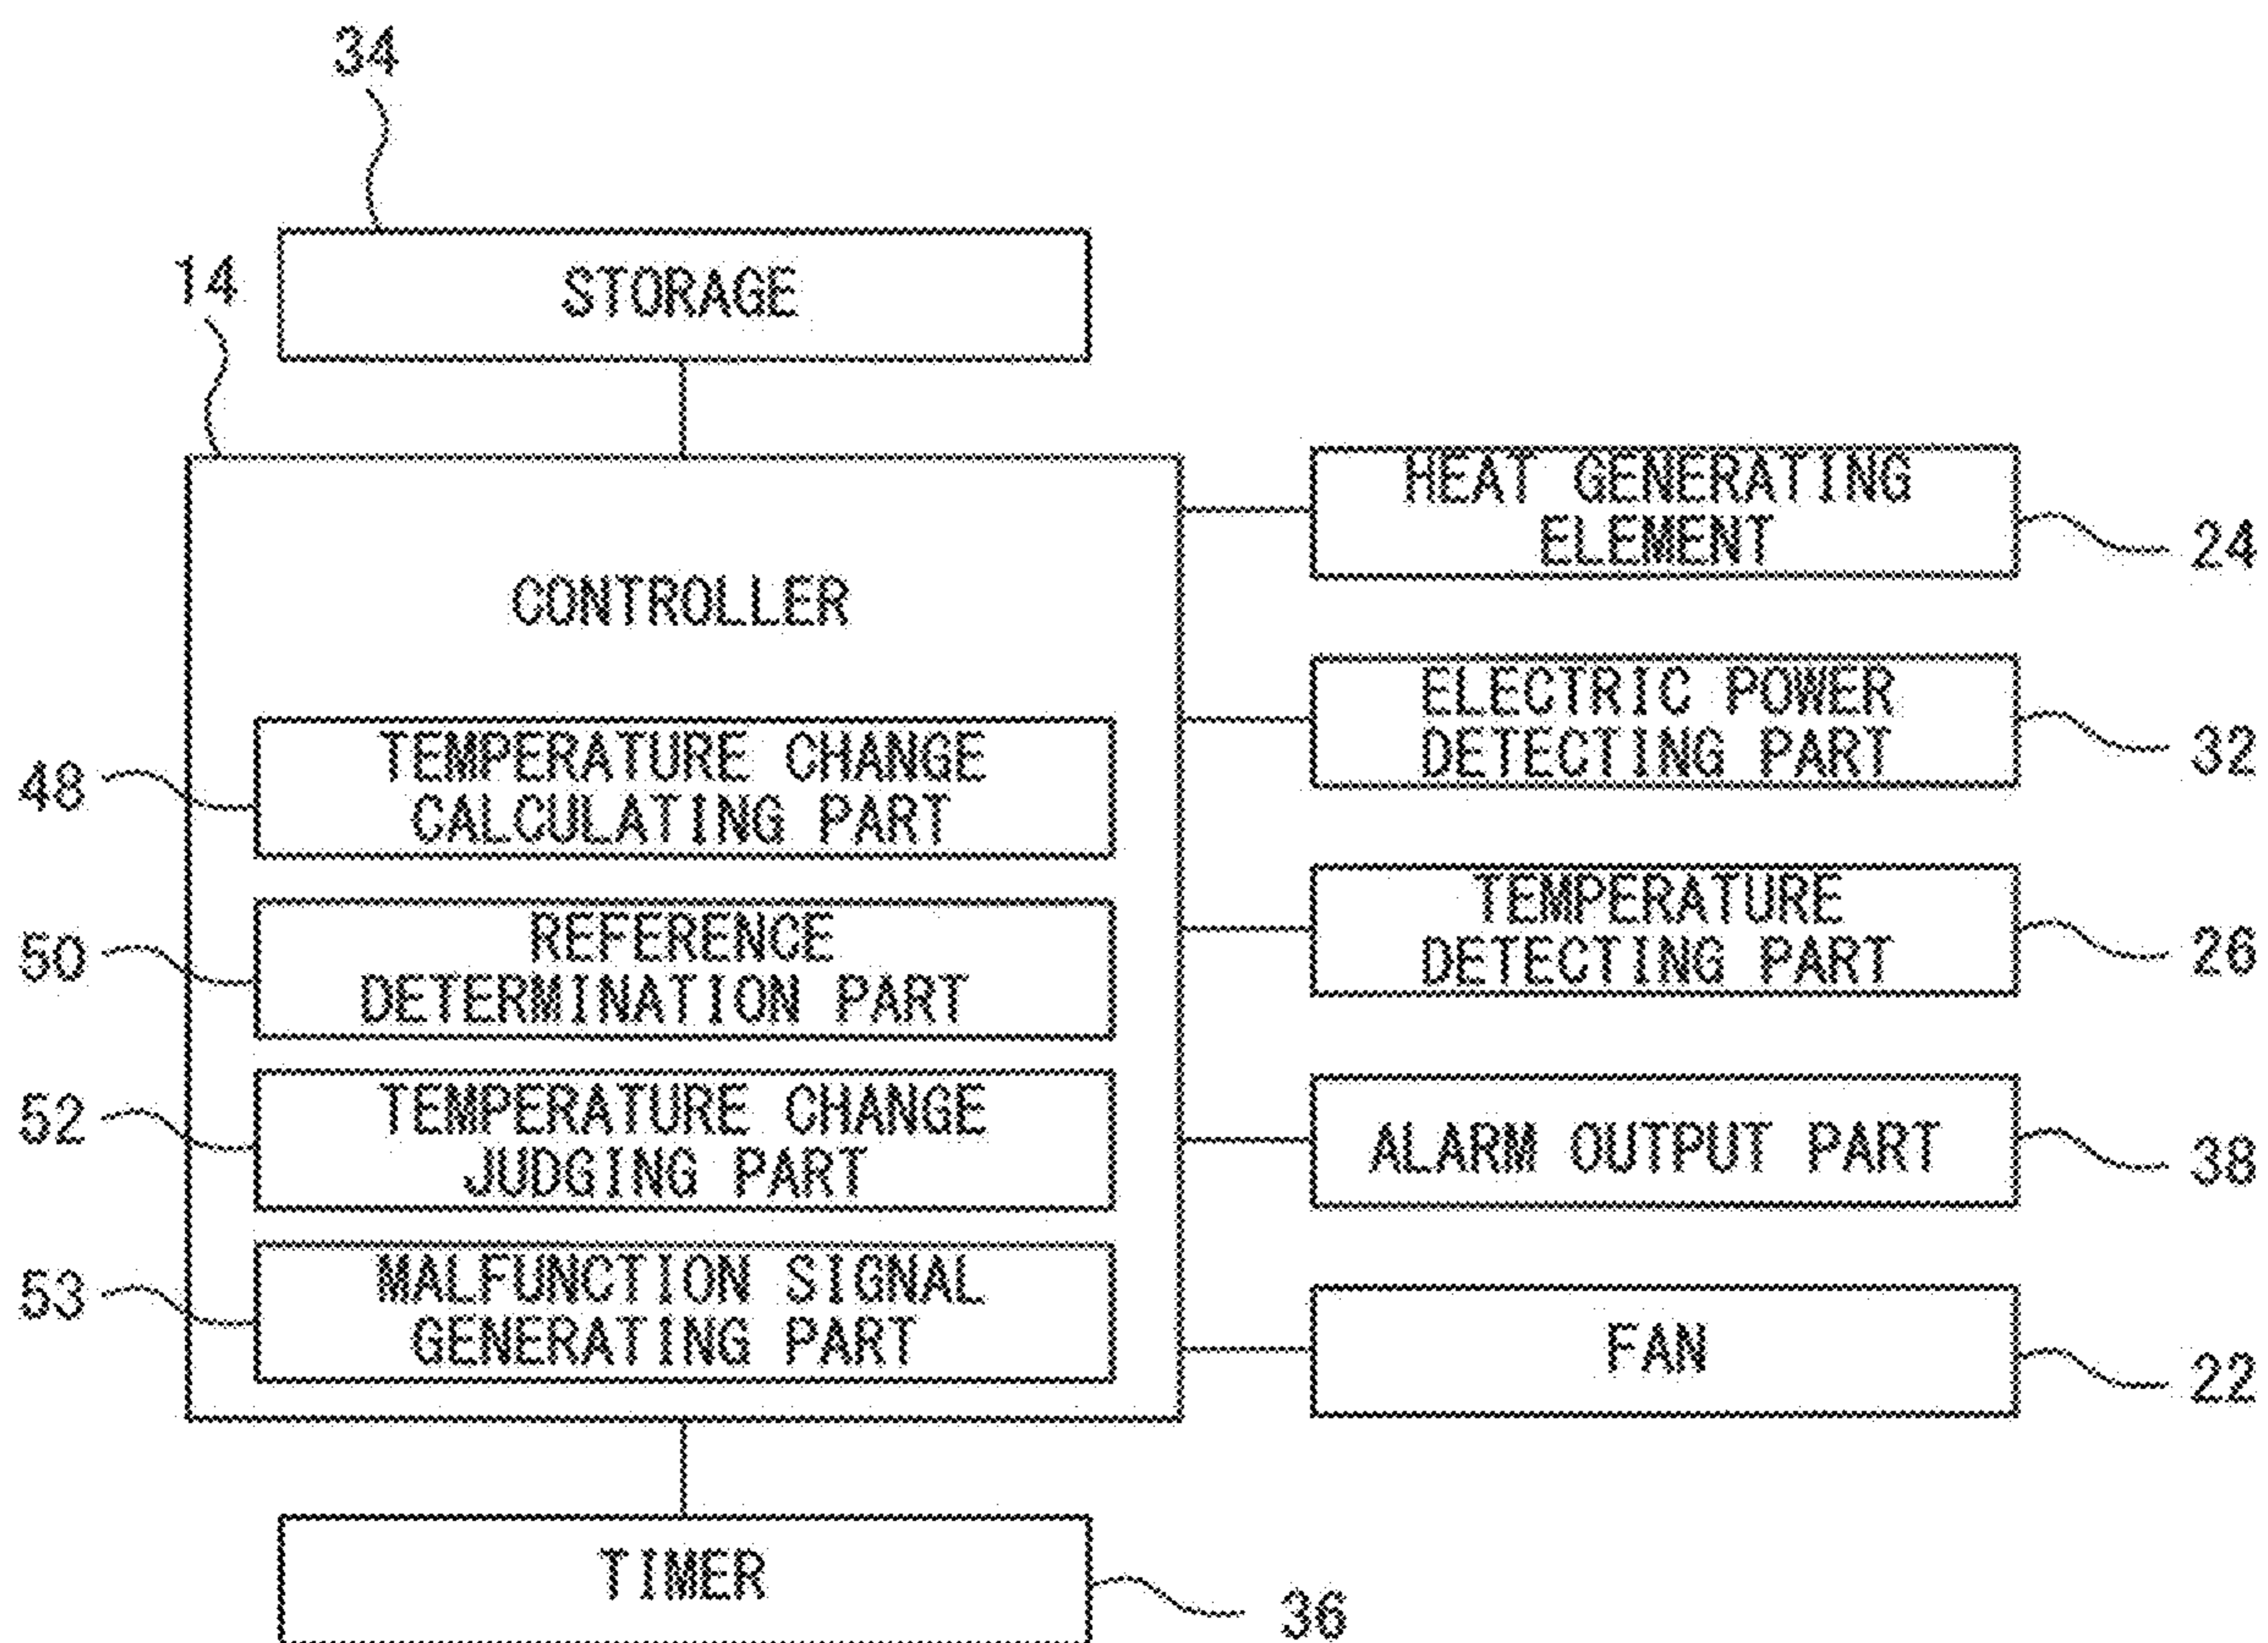 34
STORAGE
14
CONTROLLER
48
TEMPERATURE CHANGE
CALCULATING PART
50
REFERENCE
DETERMINATION PART
52
TEMPERATURE CHANGE
JUDGING PART
53
MALFUNCTION SIGNAL
GENERATING PART
HEAT GENERATING
ELEMENT
24
ELECTRIC POWER
DETECTING PART
32
TEMPERATURE
DETECTING PART
26
ALARM OUTPUT PART
38
FAN
22
TIMER
36